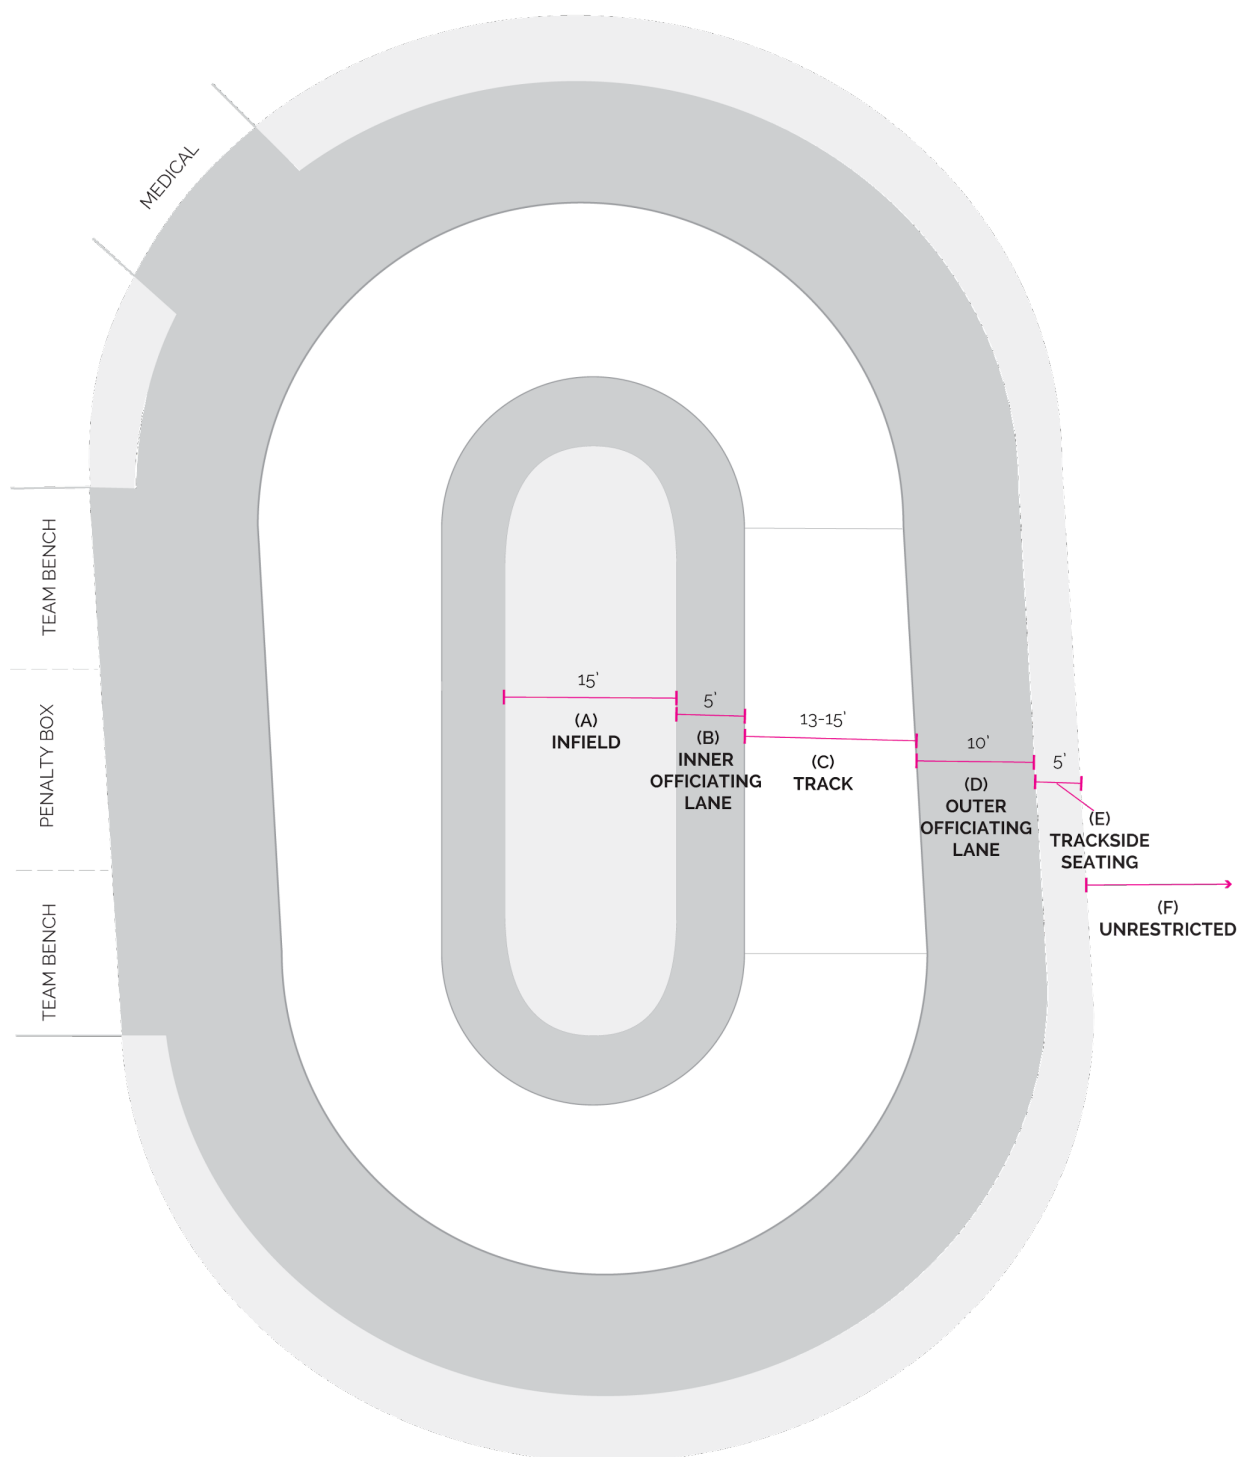 MEDICAL
TEAM BENCH
PENALTY BOX
TEAM BENCH
15'
(A)
INFIELD
5'
(B)
INNER
OFFICIATING
LANE
13-15'
(C)
TRACK
10'
(D)
OUTER
OFFICIATING
LANE
5'
(E)
TRACKSIDE
SEATING
(F)
UNRESTRICTED